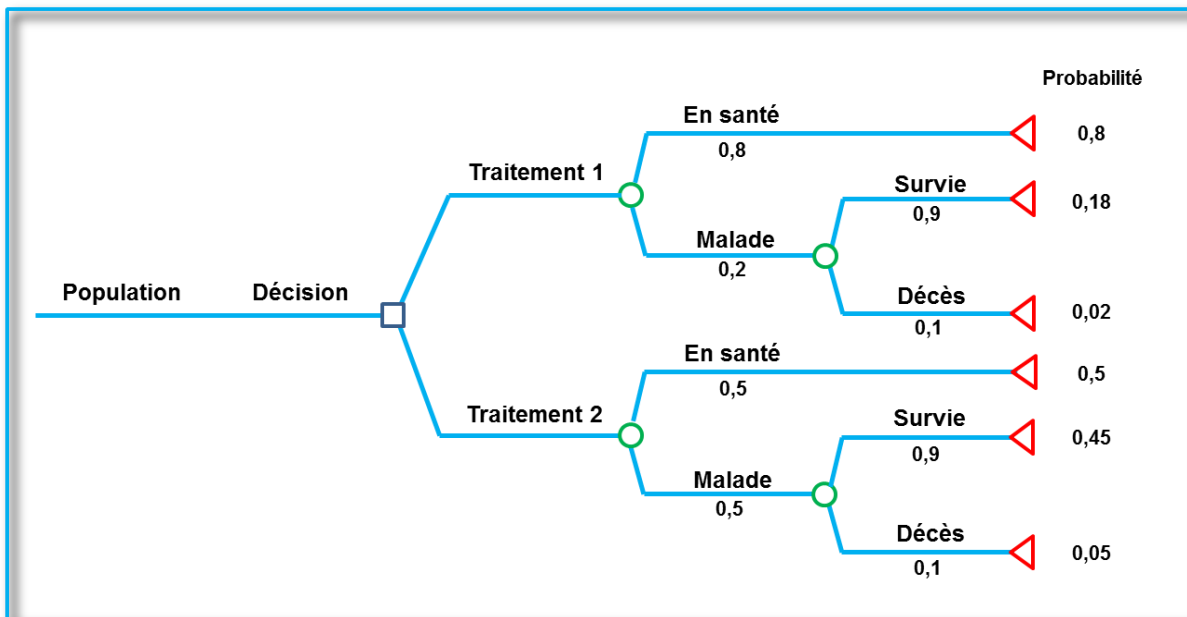 Probabilité
En santé
0,8
0,8
Traitement 1
Survie
0,9
0,18
Malade
0,2
Décès
0,1
0,02
Population
Décision
En santé
0,5
0,5
Traitement 2
Survie
0,9
0,45
Malade
0,5
Décès
0,1
0,05